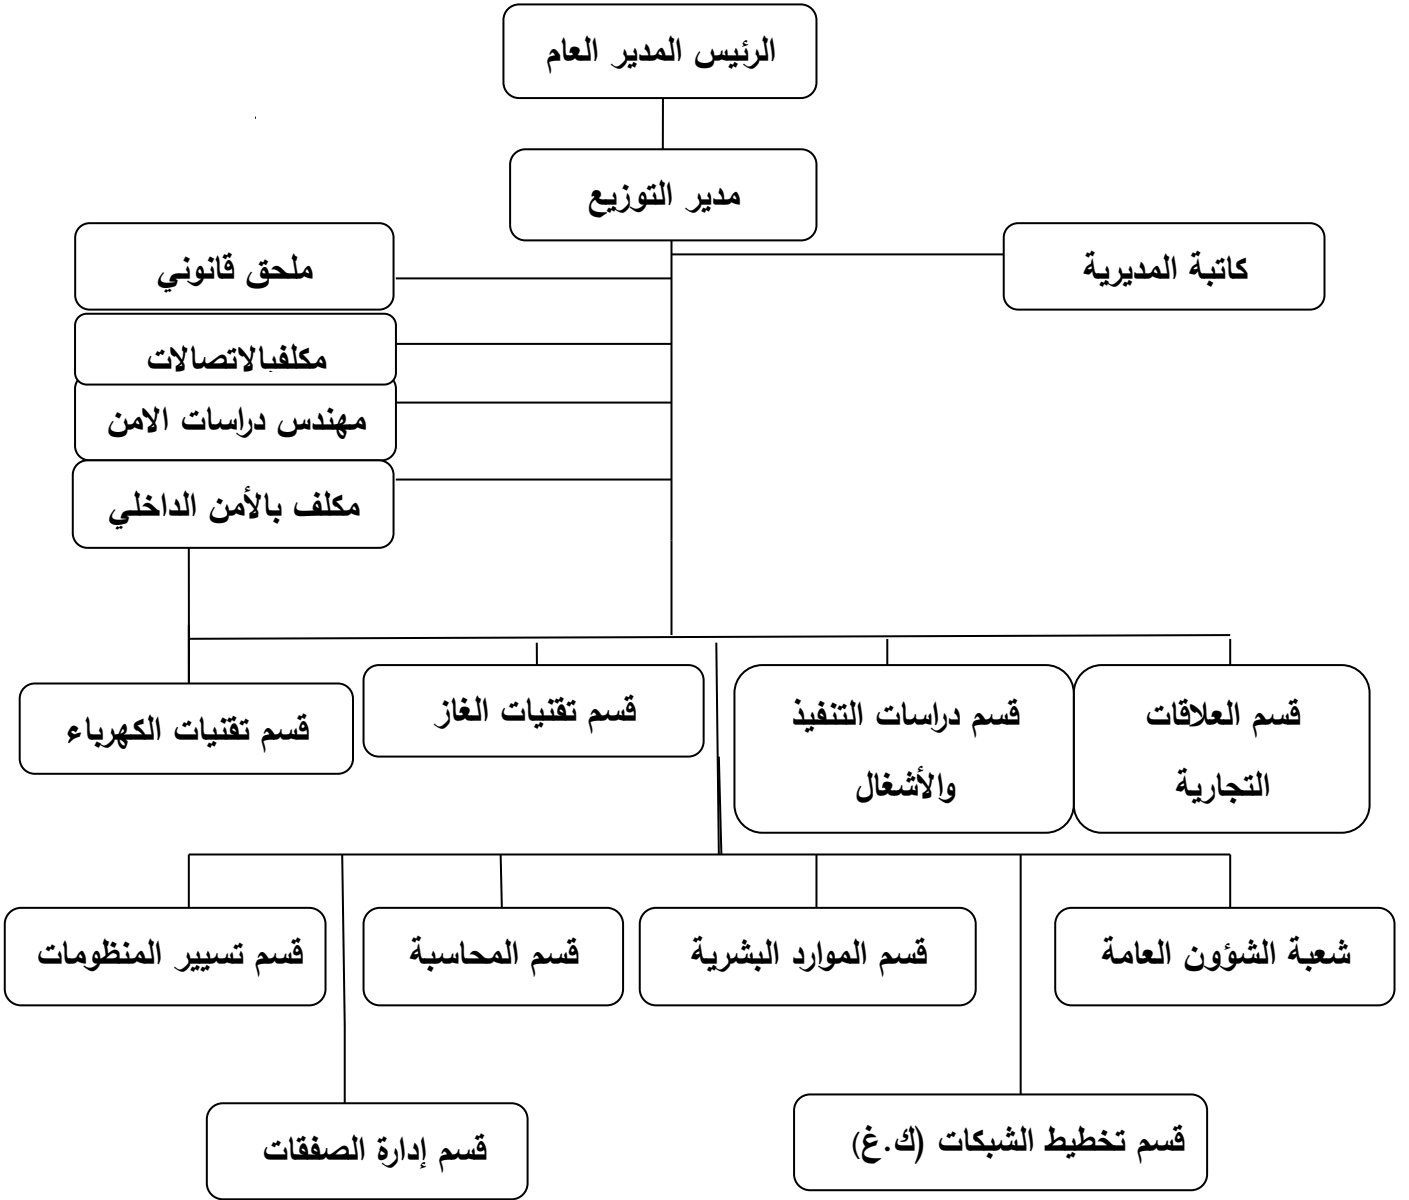 الرئيس المدير العام
مدير التوزيع
كاتبة المديرية
ملحق قانوني
مكلفبالاتصالات
مهندس دراسات الامن
مكلف بالأمن الداخلي
قسم العلاقات
التجارية
قسم دراسات التنفيذ
والأشغال
قسم تقنيات الغاز
قسم تقنيات الكهرباء
شعبة الشؤون العامة
قسم الموارد البشرية
قسم المحاسبة
قسم تسيير المنظومات
قسم تخطيط الشبكات (ك.غ)
قسم إدارة الصفقات